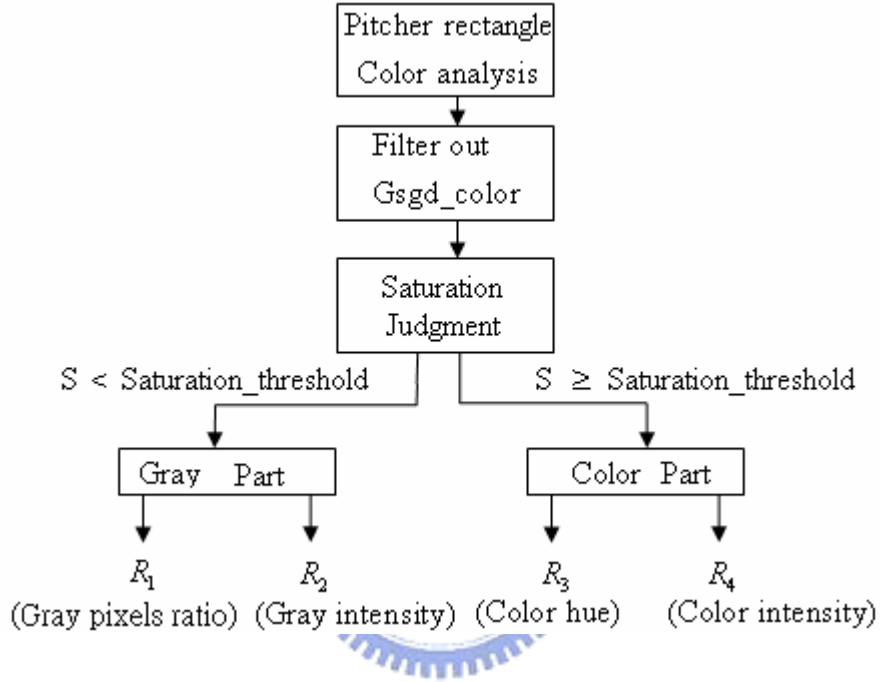 Pitcher rectangle
Color analysis
Filter out
Gsgd_color
Saturation
Judgment
S < Saturation_threshold
S ≥ Saturation_threshold
Gray Part
Color Part
R₁
(Gray pixels ratio)
R₂
(Gray intensity)
R₃
(Color hue)
R₄
(Color intensity)